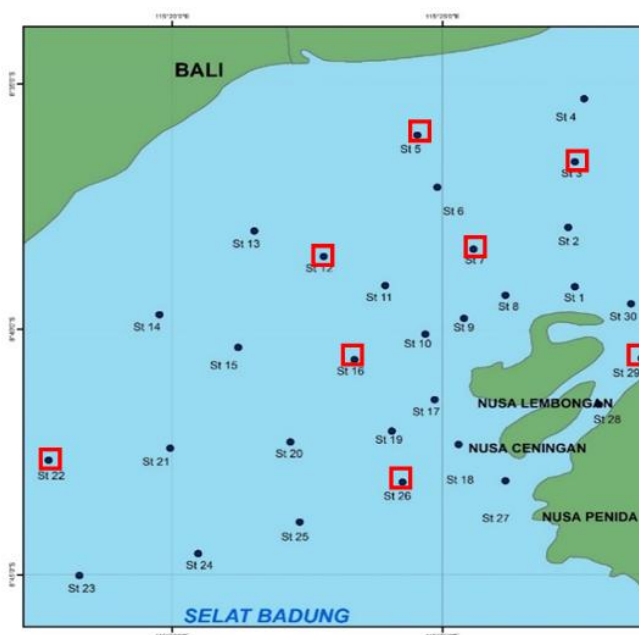 BALI
St 4
St 5
St 3
St 6
St 13
St 2
St 12
St 7
St 11
St 8
St 1
St 30
St 14
St 9
St 10
St 15
St 16
St 29
NUSA LEMBONGAN
St 17
St 28
St 19
NUSA CENINGAN
St 20
St 21
St 22
St 26
St 18
St 27
NUSA PENIDA
St 25
St 24
St 23
SELAT BADUNG